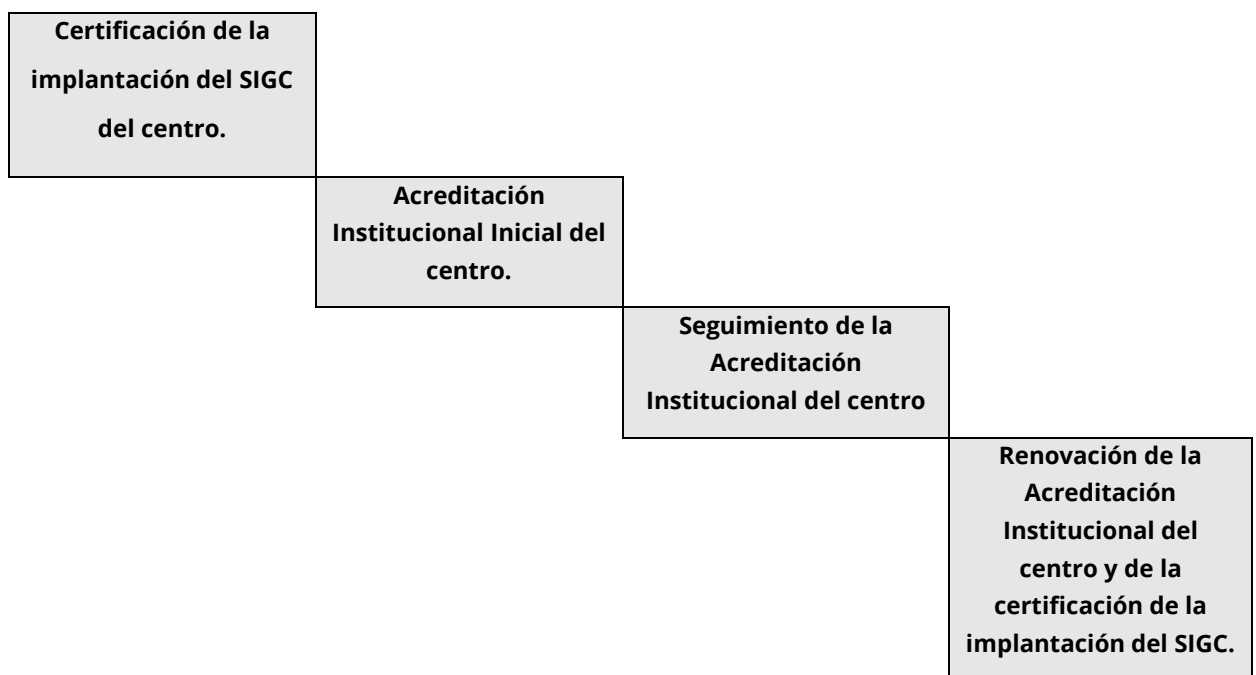 Certificación de la
implantación del SIGC
del centro.
Acreditación
Institucional Inicial del
centro.
Seguimiento de la
Acreditación
Institucional del centro
Renovación de la
Acreditación
Institucional del
centro y de la
certificación de la
implantación del SIGC.